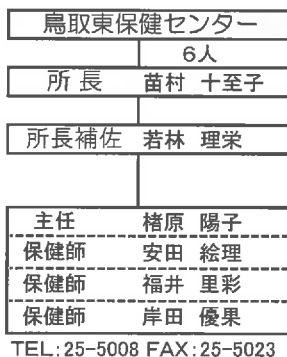 鳥取東保健センター
6人
所長 苗村 十至子
所長補佐 若林 理栄
主任 楮原 陽子
保健師 安田 絵理
保健師 福井 里彩
保健師 岸田 優果
TEL:25-5008 FAX:25-5023